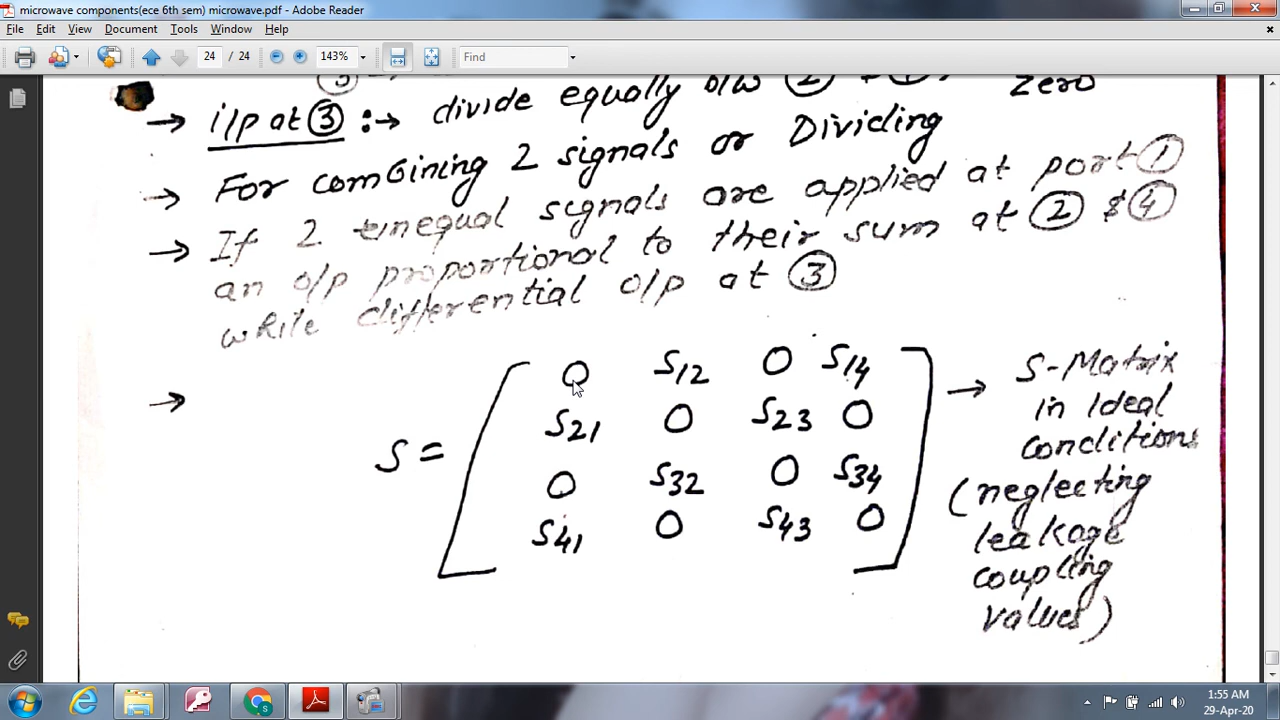 microwave components(ece 6th sem) microwave.pdf - Adobe Reader
File Edit View Document Tools Window Help
24 / 24 143% Find
→ i/p at ③ :→ divide equally b/w ② Zero
→ For combining 2 signals or Dividing
→ If 2 unequal signals are applied at port ①
an o/p proportional to their sum at ② & ④
while differential o/p at ③
→ S = [ 0 S12 0 S14
S21 0 S23 0
0 S32 0 S34
S41 0 S43 0 ]
→ S-Matrix
in Ideal
conditions
(neglecting
leakage
coupling
values)
1:55 AM
29-Apr-20